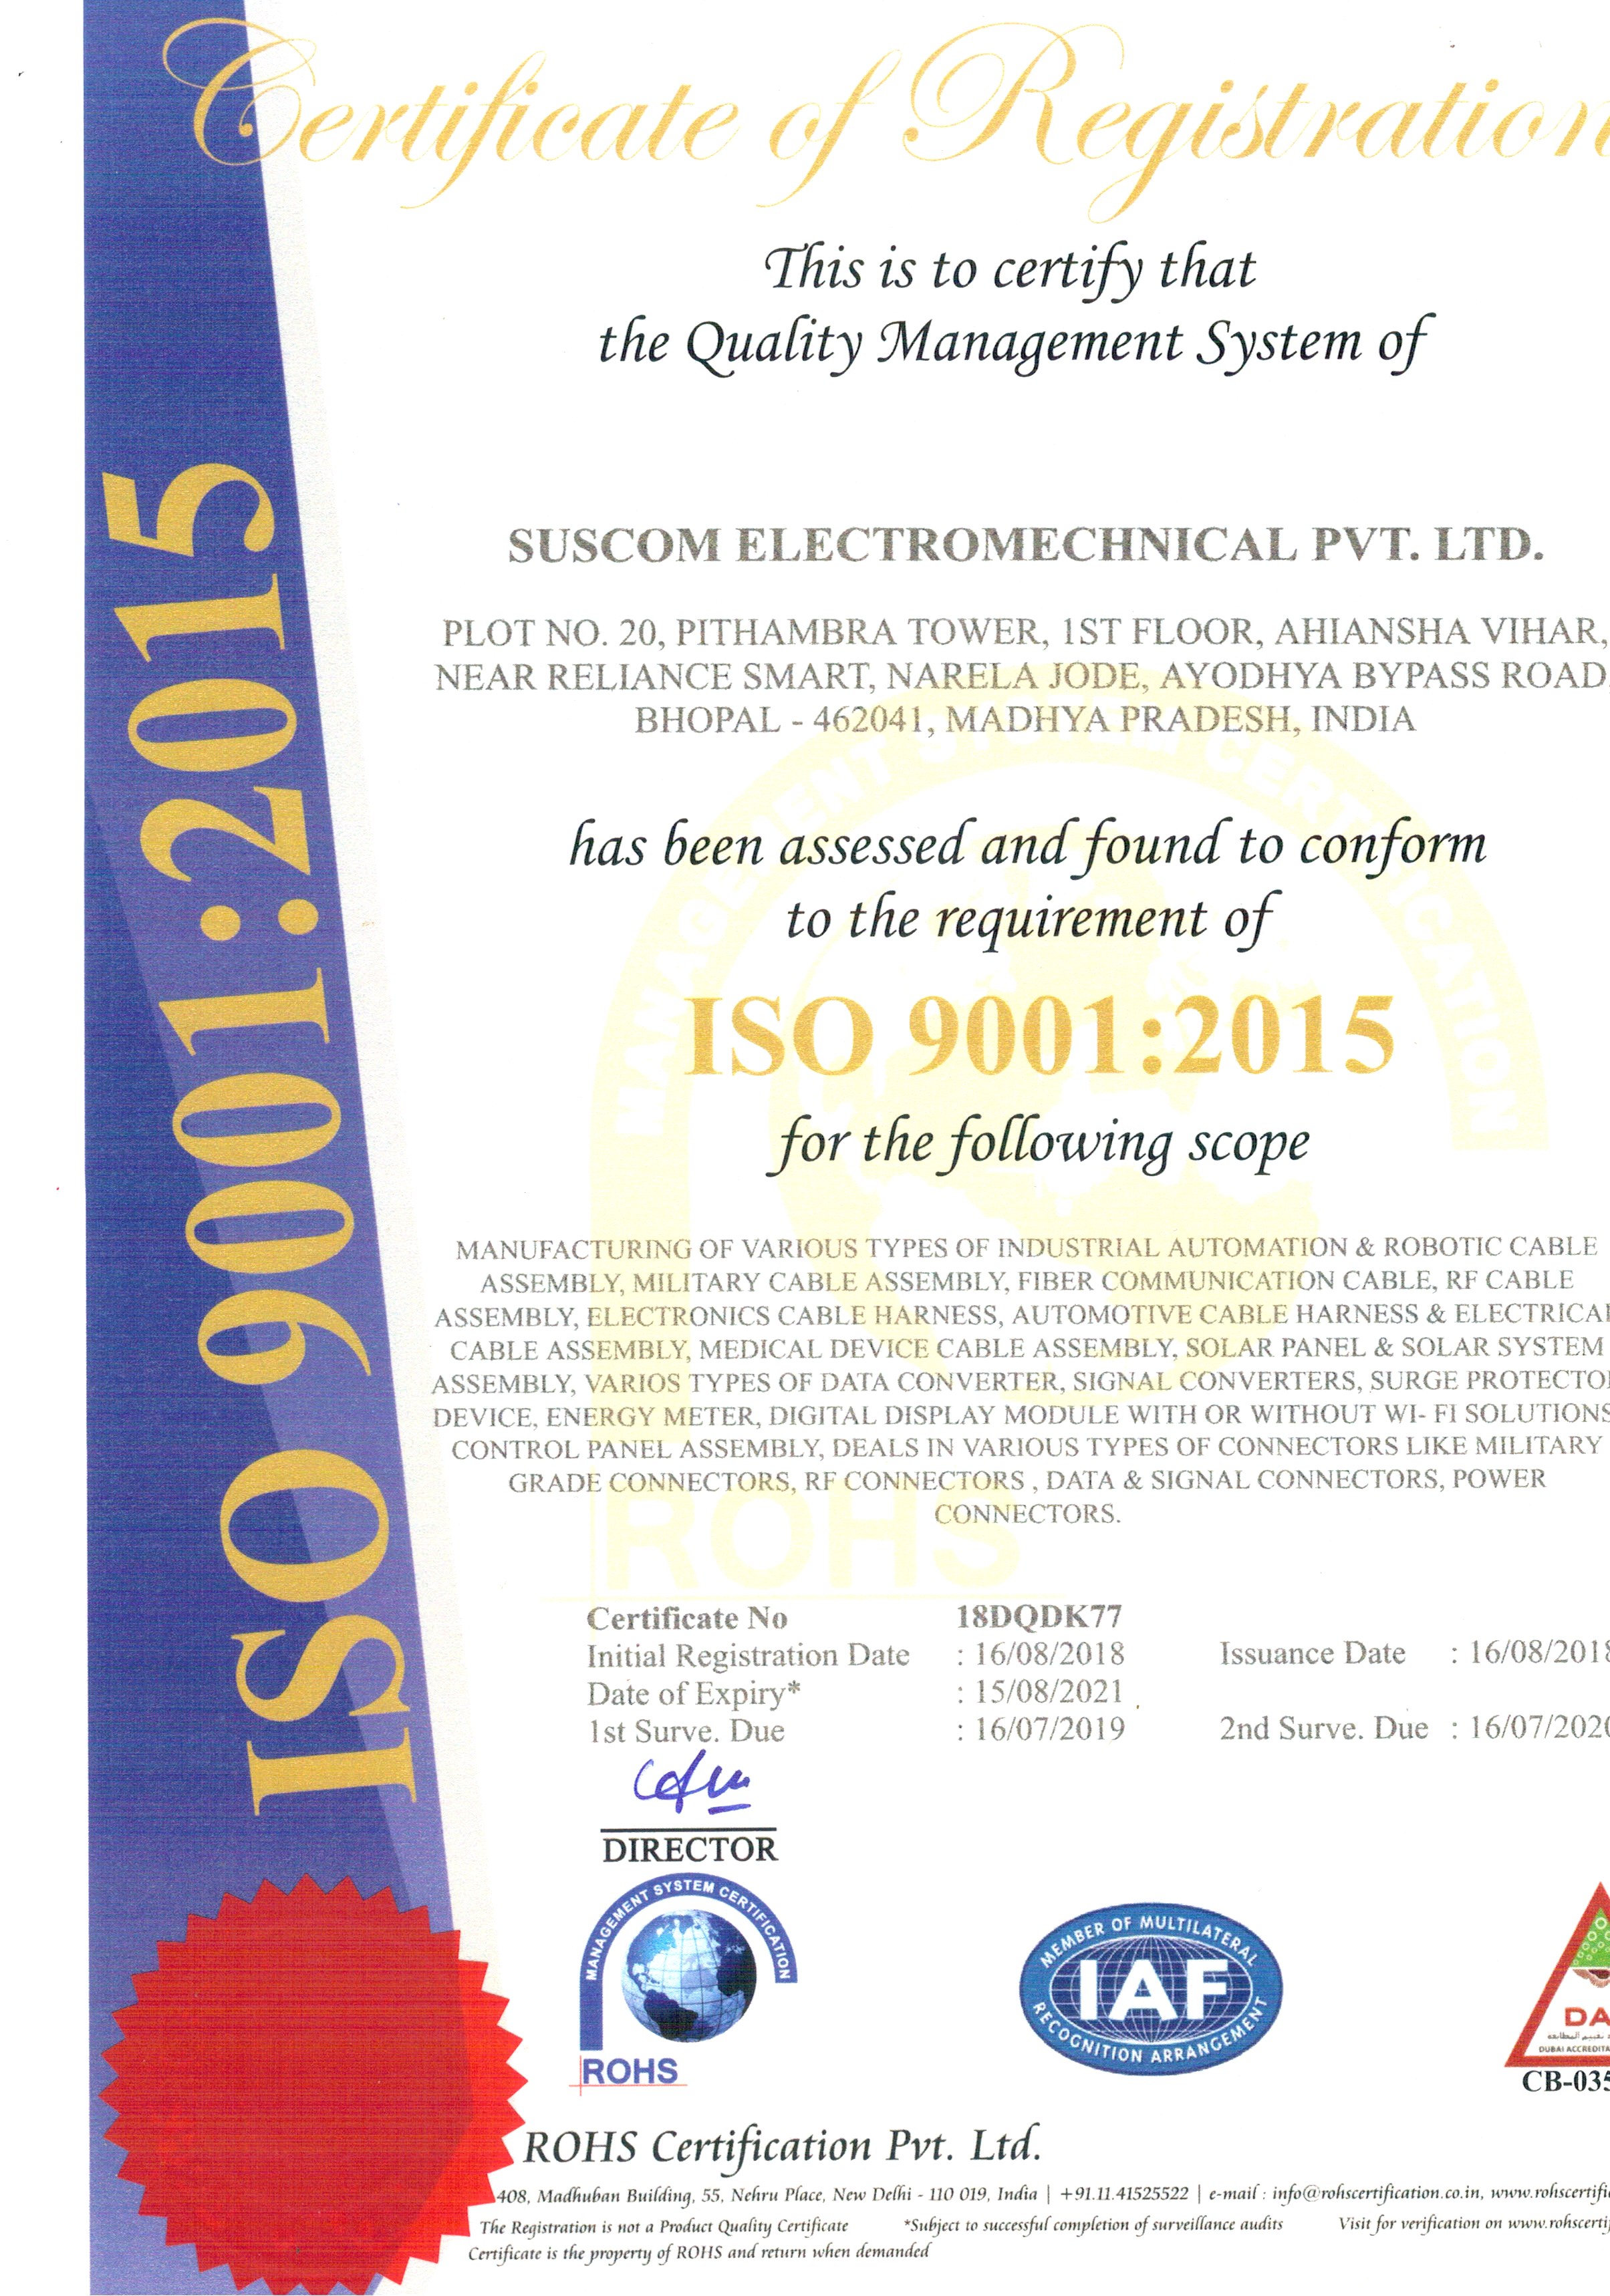 Certificate of Registration
This is to certify that
the Quality Management System of
SUSCOM ELECTROMECHNICAL PVT. LTD.
PLOT NO. 20, PITHAMBRA TOWER, 1ST FLOOR, AHIANSHA VIHAR,
NEAR RELIANCE SMART, NARELA JODE, AYODHYA BYPASS ROAD,
BHOPAL - 462041, MADHYA PRADESH, INDIA
has been assessed and found to conform
to the requirement of
ISO 9001:2015
for the following scope
MANUFACTURING OF VARIOUS TYPES OF INDUSTRIAL AUTOMATION & ROBOTIC CABLE
ASSEMBLY, MILITARY CABLE ASSEMBLY, FIBER COMMUNICATION CABLE, RF CABLE
ASSEMBLY, ELECTRONICS CABLE HARNESS, AUTOMOTIVE CABLE HARNESS & ELECTRICAL
CABLE ASSEMBLY, MEDICAL DEVICE CABLE ASSEMBLY, SOLAR PANEL & SOLAR SYSTEM
ASSEMBLY, VARIOS TYPES OF DATA CONVERTER, SIGNAL CONVERTERS, SURGE PROTECTO
DEVICE, ENERGY METER, DIGITAL DISPLAY MODULE WITH OR WITHOUT WI- FI SOLUTIONS
CONTROL PANEL ASSEMBLY, DEALS IN VARIOUS TYPES OF CONNECTORS LIKE MILITARY
GRADE CONNECTORS, RF CONNECTORS , DATA & SIGNAL CONNECTORS, POWER
CONNECTORS.
Certificate No 18DQDK77
Initial Registration Date : 16/08/2018 Issuance Date : 16/08/2018
Date of Expiry* : 15/08/2021
1st Surve. Due : 16/07/2019 2nd Surve. Due : 16/07/2020
DIRECTOR
MANAGEMENT SYSTEM CERTIFICATION
ROHS
MEMBER OF MULTILATERAL
IAF
RECOGNITION ARRANGEMENT
DA
DUBAI ACCREDITA
CB-035
ROHS Certification Pvt. Ltd.
408, Madhuban Building, 55, Nehru Place, New Delhi - 110 019, India | +91.11.41525522 | e-mail : info@rohscertification.co.in, www.rohscertifi
The Registration is not a Product Quality Certificate *Subject to successful completion of surveillance audits Visit for verification on www.rohscertif
Certificate is the property of ROHS and return when demanded
ISO 9001:2015
MANAGEMENT SYSTEM CERTIFICATION
ROHS